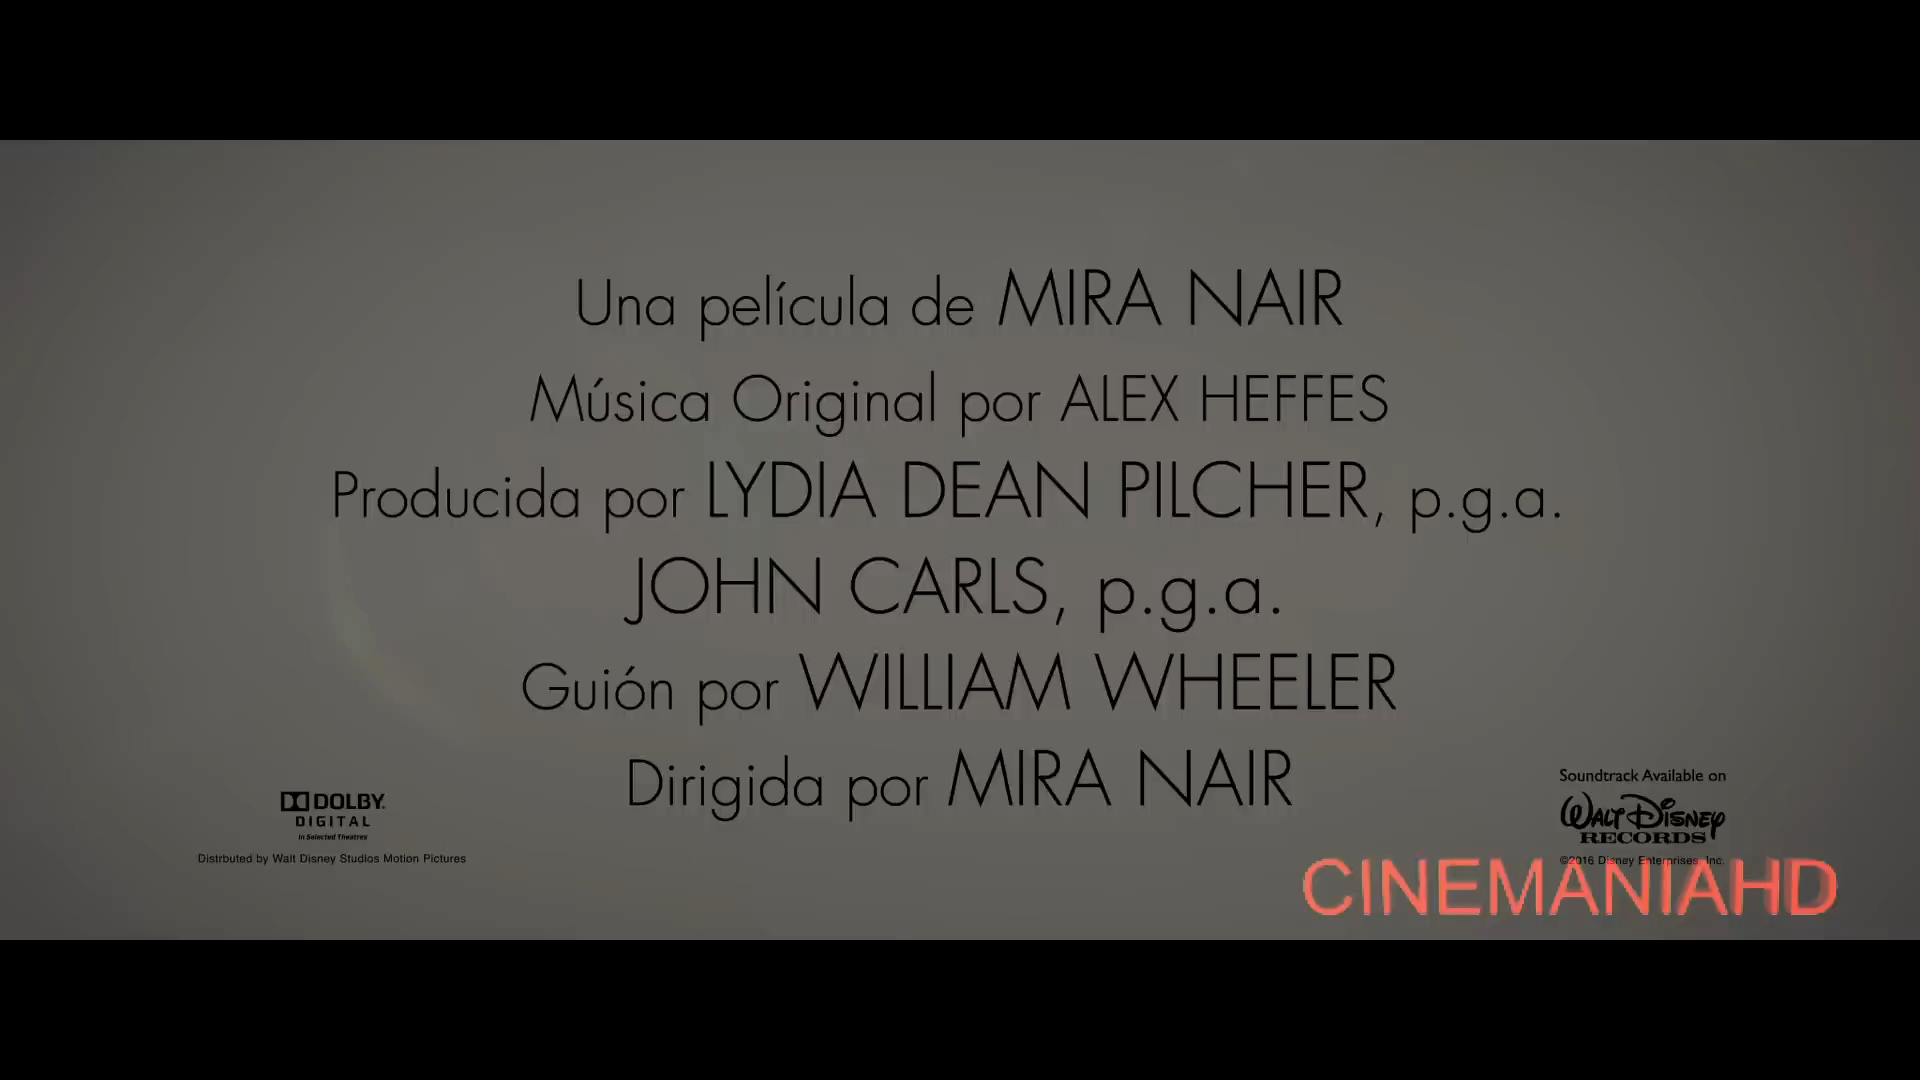 Una película de MIRA NAIR
Música Original por ALEX HEFFES
Producida por LYDIA DEAN PILCHER, p.g.a.
JOHN CARLS, p.g.a.
Guión por WILLIAM WHEELER
Dirigida por MIRA NAIR
DOLBY
DIGITAL
In Selected Theatres
Distrbuted by Walt Disney Studios Motion Pictures
Soundtrack Available on
WALT DISNEY
RECORDS
©2016 Disney Enterprises, Inc.
CINEMANIAHD